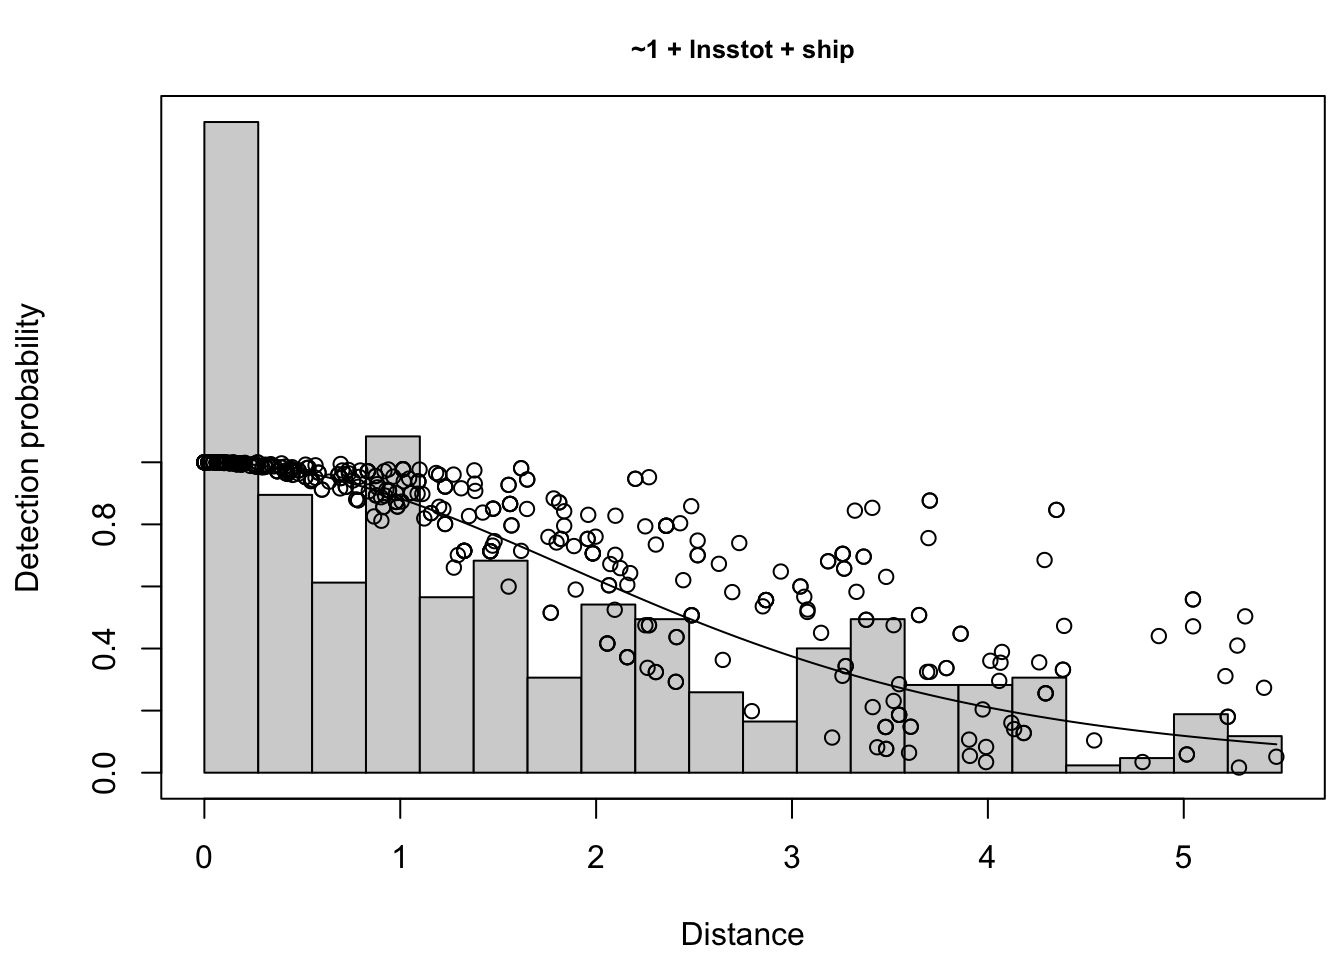 ~1 + lnsstot + ship
Detection probability
0.8
0.4
0.0
0 1 2 3 4 5
Distance